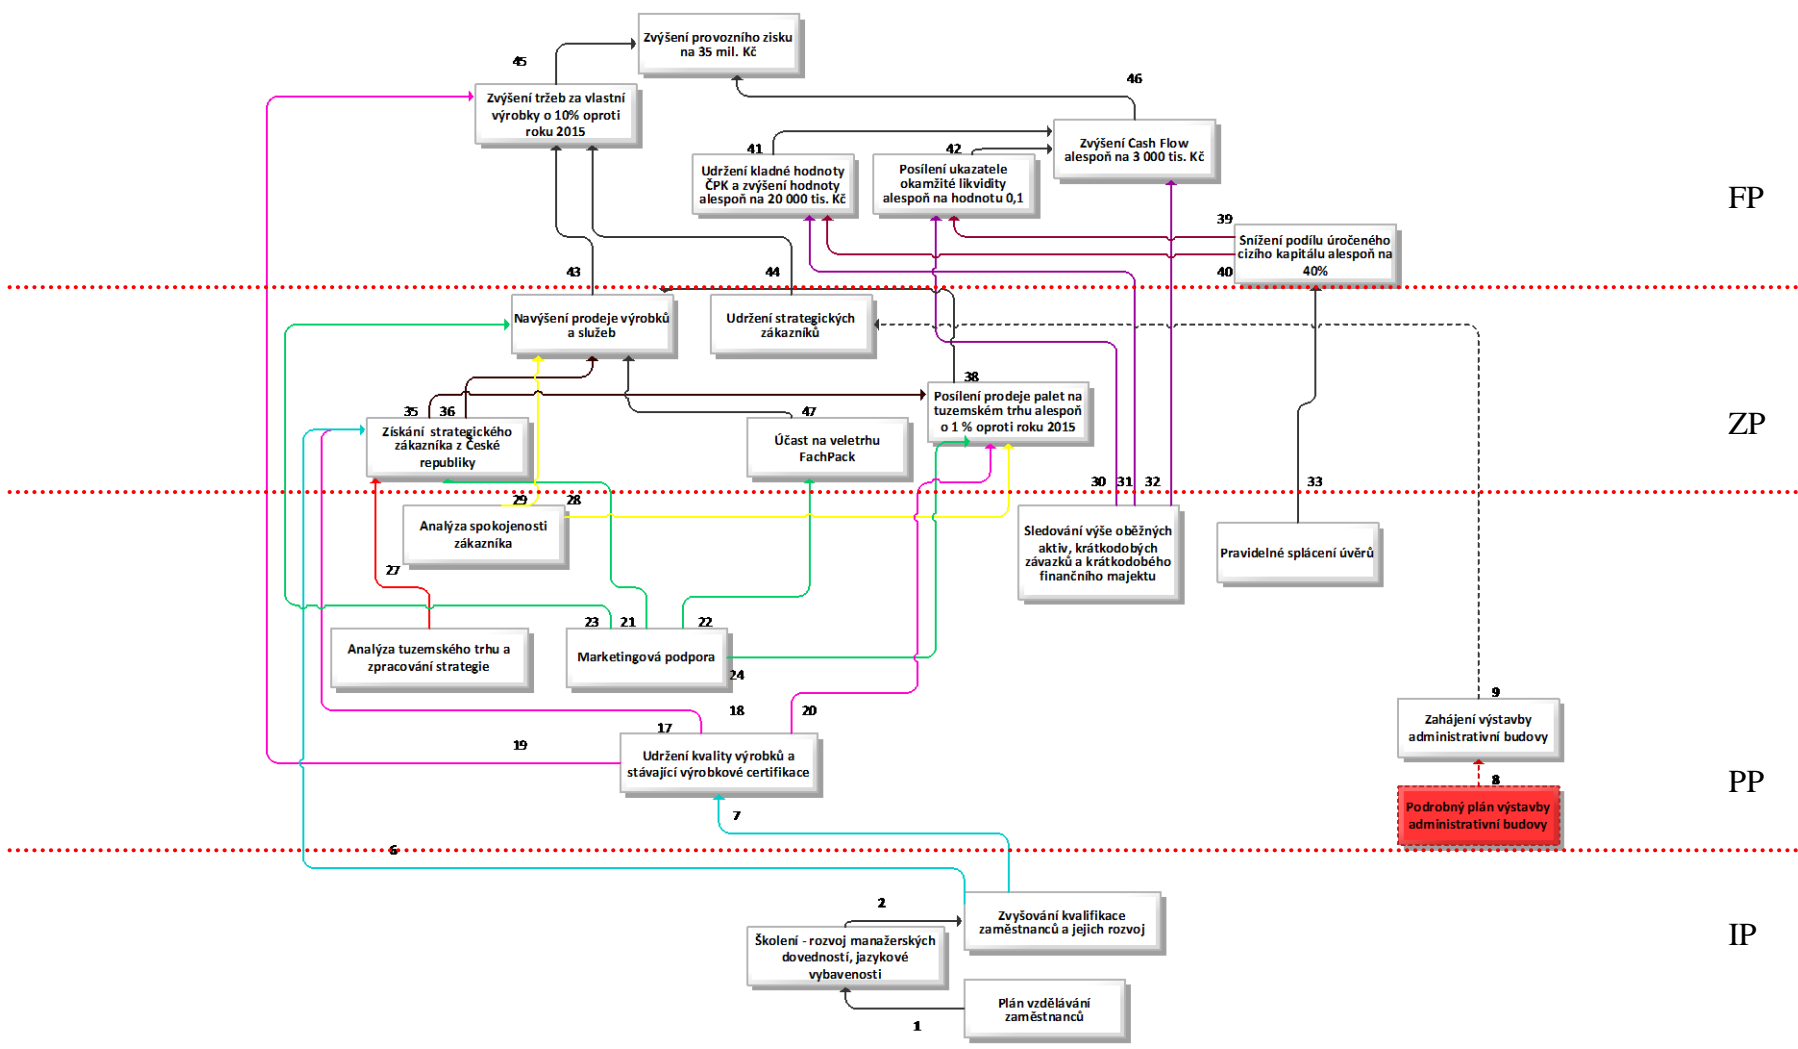 Zvýšení provozního zisku
na 35 mil. Kč
45
46
Zvýšení tržeb za vlastní
výrobky o 10% oproti
roku 2015
41
42
Zvýšení Cash Flow
alespoň na 3 000 tis. Kč
Udržení kladné hodnoty
ČPK a zvýšení hodnoty
alespoň na 20 000 tis. Kč
Posílení ukazatele
okamžité likvidity
alespoň na hodnotu 0,1
FP
39
Snížení podílu úročeného
cizího kapitálu alespoň na
40%
40
43
44
Navýšení prodeje výrobků
a služeb
Udržení strategických
zákazníků
38
Posílení prodeje palet na
tuzemském trhu alespoň
o 1 % oproti roku 2015
35
36
47
Získání strategického
zákazníka z České
republiky
Účast na veletrhu
FachPack
ZP
30
31
32
33
29
28
Analýza spokojenosti
zákazníka
Sledování výše oběžných
aktiv, krátkodobých
závazků a krátkodobého
finančního majektu
Pravidelné splácení úvěrů
27
23
21
22
Analýza tuzemského trhu a
zpracování strategie
Marketingová podpora
24
9
18
20
17
19
Udržení kvality výrobků a
stávající výrobkové certifikace
Zahájení výstavby
administrativní budovy
PP
8
Podrobný plán výstavby
administrativní budovy
7
6
2
Zvyšování kvalifikace
zaměstnanců a jejich rozvoj
IP
Školení - rozvoj manažerských
dovedností, jazykové
vybavenosti
Plán vzdělávání
zaměstnanců
1